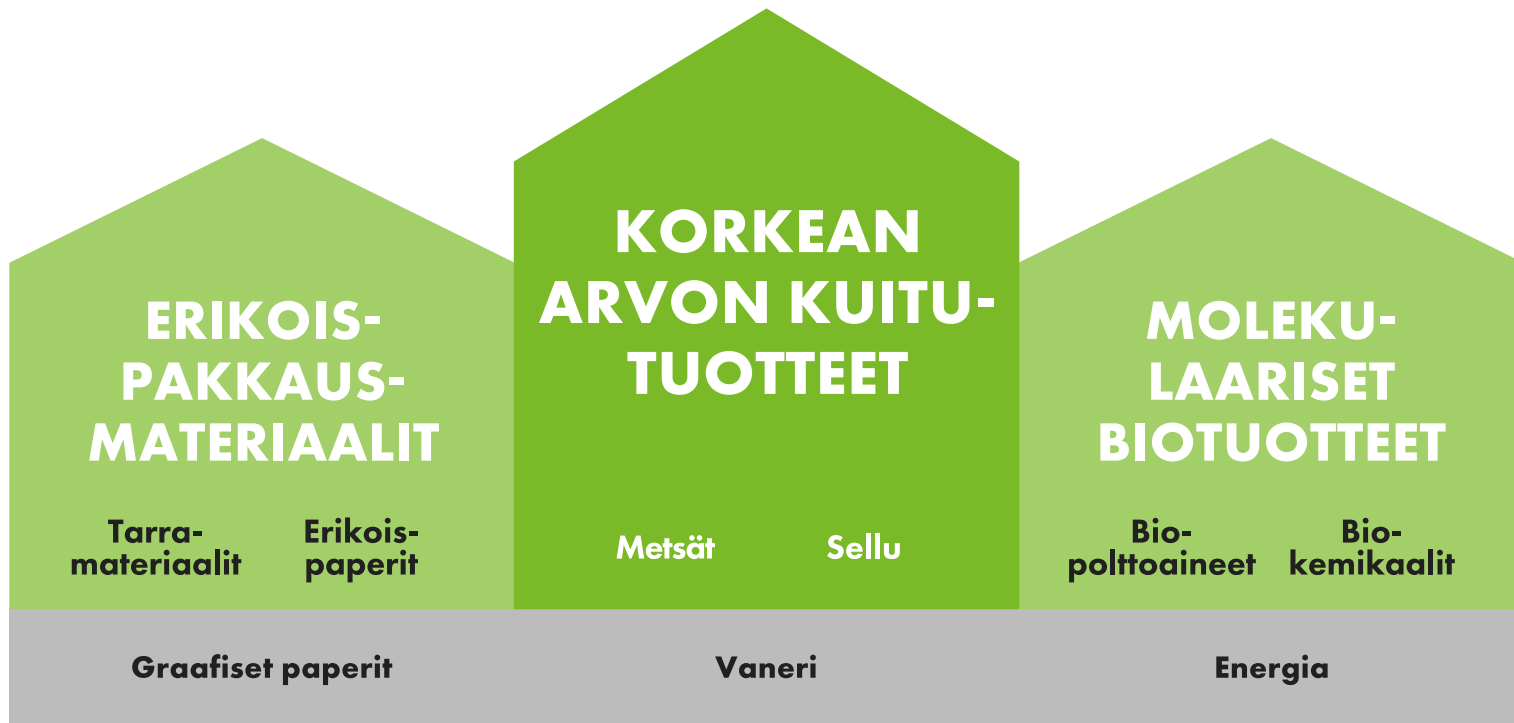 ERIKOIS-
PAKKAUS-
MATERIAALIT
Tarra-
materiaalit
Erikois-
paperit
KORKEAN
ARVON KUITU-
TUOTTEET
Metsät
Sellu
MOLEKU-
LAARISET
BIOTUOTTEET
Bio-
polttoaineet
Bio-
kemikaalit
Graafiset paperit
Vaneri
Energia